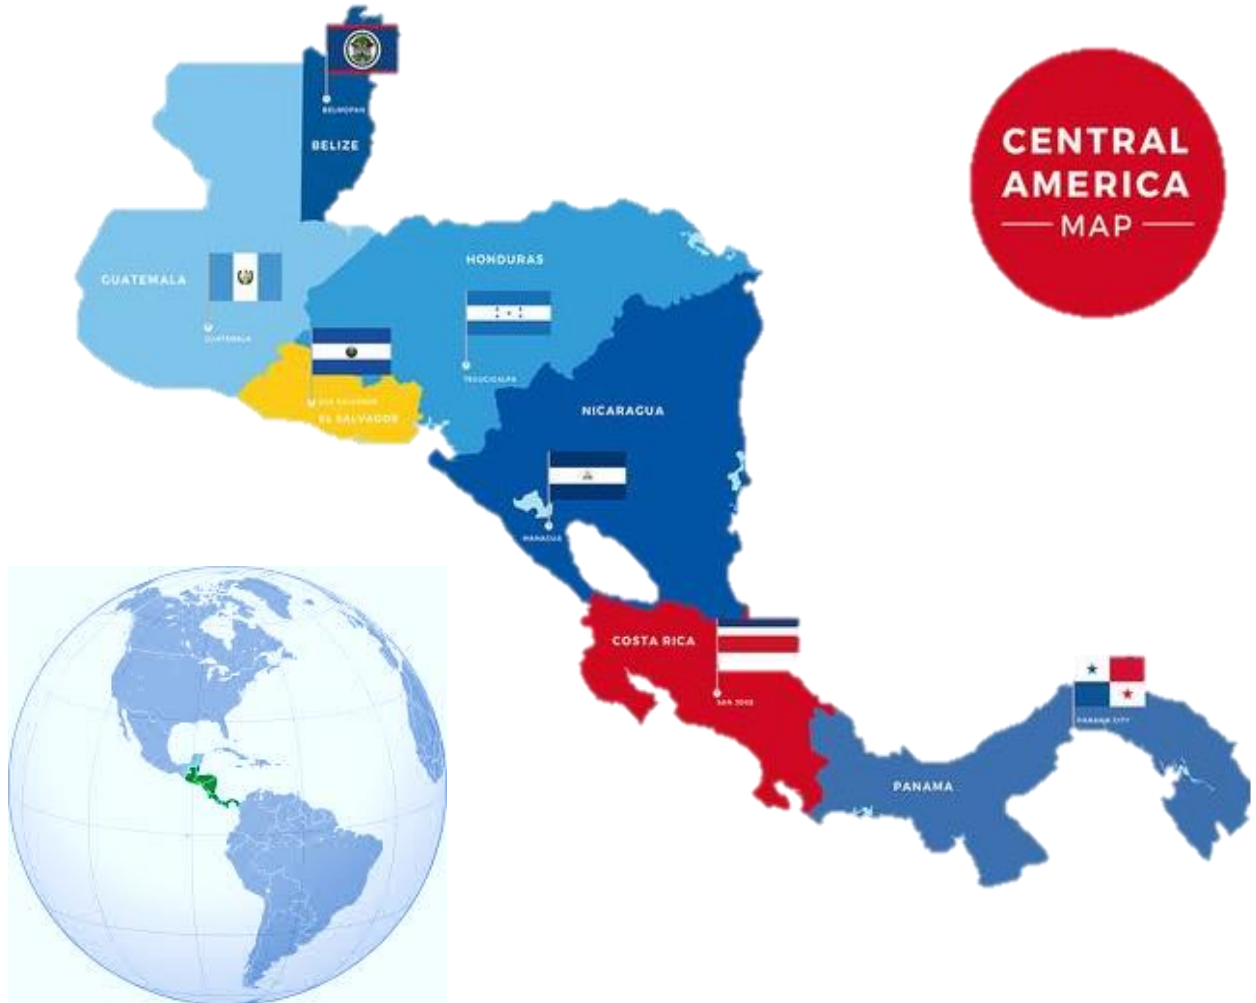 CENTRAL
AMERICA
MAP
BELMOPAN
BELIZE
GUATEMALA
GUATEMALA
HONDURAS
TEGUCIGALPA
SAN SALVADOR
EL SALVADOR
NICARAGUA
MANAGUA
COSTA RICA
SAN JOSE
PANAMA CITY
PANAMA